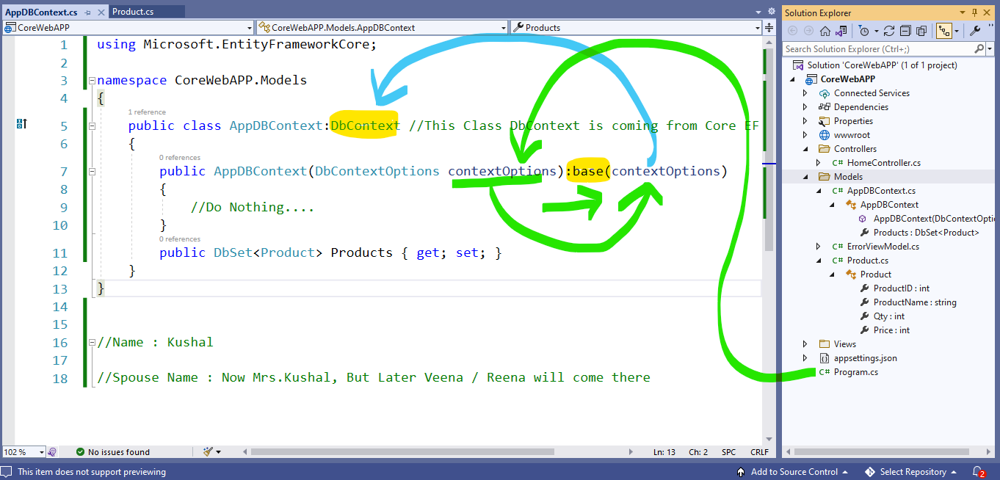 AppDBContext.cs
Product.cs
CoreWebAPP
CoreWebAPP.Models.AppDBContext
Products
1 using Microsoft.EntityFrameworkCore;
2
3 namespace CoreWebAPP.Models
4 {
1 reference
5 public class AppDBContext:DbContext //This Class DbContext is coming from Core EF
6 {
0 references
7 public AppDBContext(DbContextOptions contextOptions):base(contextOptions)
8 {
9 //Do Nothing....
10 }
0 references
11 public DbSet<Product> Products { get; set; }
12 }
13 }
14
15
16 //Name : Kushal
17
18 //Spouse Name : Now Mrs.Kushal, But Later Veena / Reena will come there
102 %
No issues found
Ln: 13 Ch: 2 SPC CRLF
Solution Explorer
Search Solution Explorer (Ctrl+;)
Solution 'CoreWebAPP' (1 of 1 project)
CoreWebAPP
Connected Services
Dependencies
Properties
wwwroot
Controllers
C# HomeController.cs
Models
C# AppDBContext.cs
AppDBContext
AppDBContext(DbContextOptio
Products : DbSet<Product>
C# ErrorViewModel.cs
C# Product.cs
Product
ProductID : int
ProductName : string
Qty : int
Price : int
Views
appsettings.json
C# Program.cs
This item does not support previewing
Add to Source Control
Select Repository
2